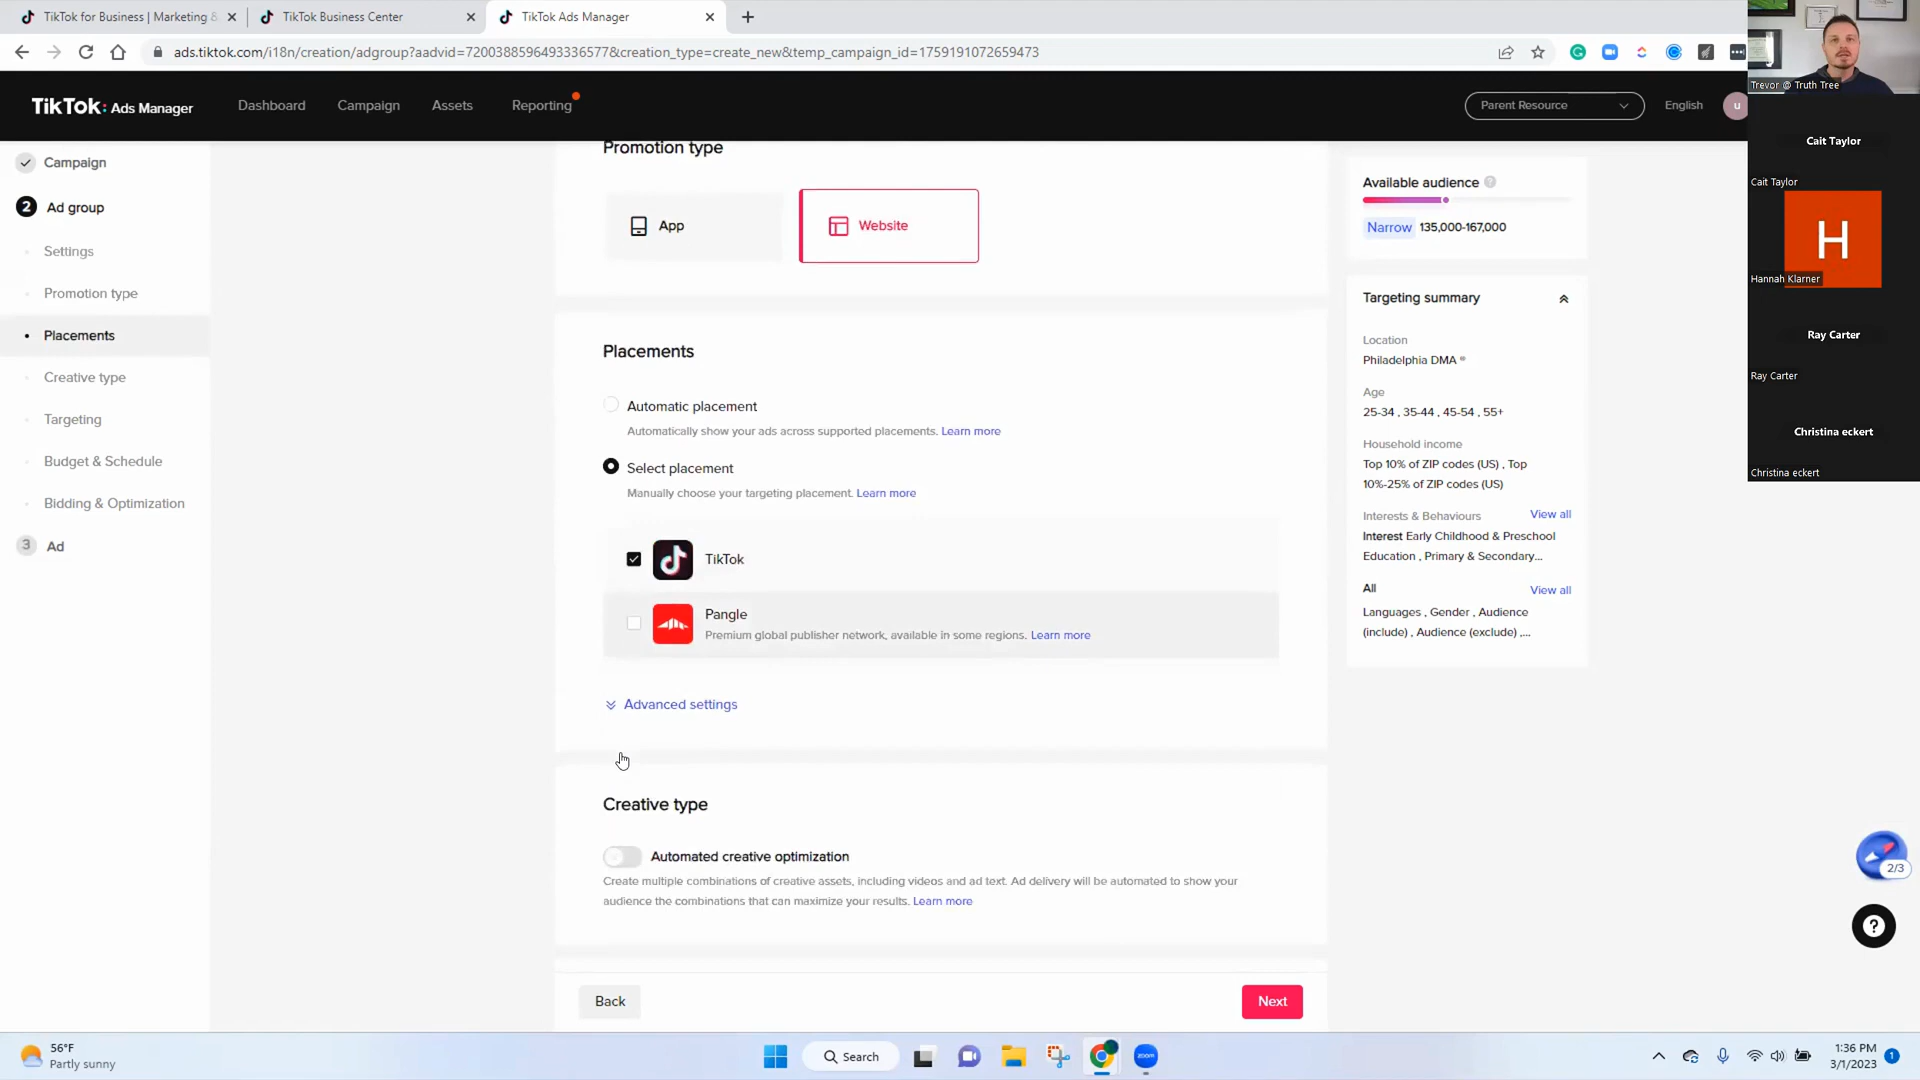 TikTok for Business | Marketing &
TikTok Business Center
TikTok Ads Manager
ads.tiktok.com/i18n/creation/adgroup?aadvid=7200388596493336577&creation_type=create_new&temp_campaign_id=1759191072659473
TikTok: Ads Manager
Dashboard
Campaign
Assets
Reporting
Parent Resource
English
u
Campaign
2 Ad group
Settings
Promotion type
Placements
Creative type
Targeting
Budget & Schedule
Bidding & Optimization
3 Ad
Promotion type
App
Website
Placements
Automatic placement
Automatically show your ads across supported placements. Learn more
Select placement
Manually choose your targeting placement. Learn more
TikTok
Pangle
Premium global publisher network, available in some regions. Learn more
Advanced settings
Creative type
Automated creative optimization
Create multiple combinations of creative assets, including videos and ad text. Ad delivery will be automated to show your
audience the combinations that can maximize your results. Learn more
Back
Next
Available audience ?
Narrow 135,000-167,000
Targeting summary
Location
Philadelphia DMA
Age
25-34 , 35-44 , 45-54 , 55+
Household income
Top 10% of ZIP codes (US) , Top
10%-25% of ZIP codes (US)
Interests & Behaviours View all
Interest Early Childhood & Preschool
Education , Primary & Secondary...
All View all
Languages , Gender , Audience
(include) , Audience (exclude) ,...
2/3
?
Trevor @ Truth Tree
Cait Taylor
Cait Taylor
H
Hannah Klarner
Ray Carter
Ray Carter
Christina eckert
Christina eckert
56°F
Partly sunny
Search
zoom
1:36 PM
3/1/2023
1